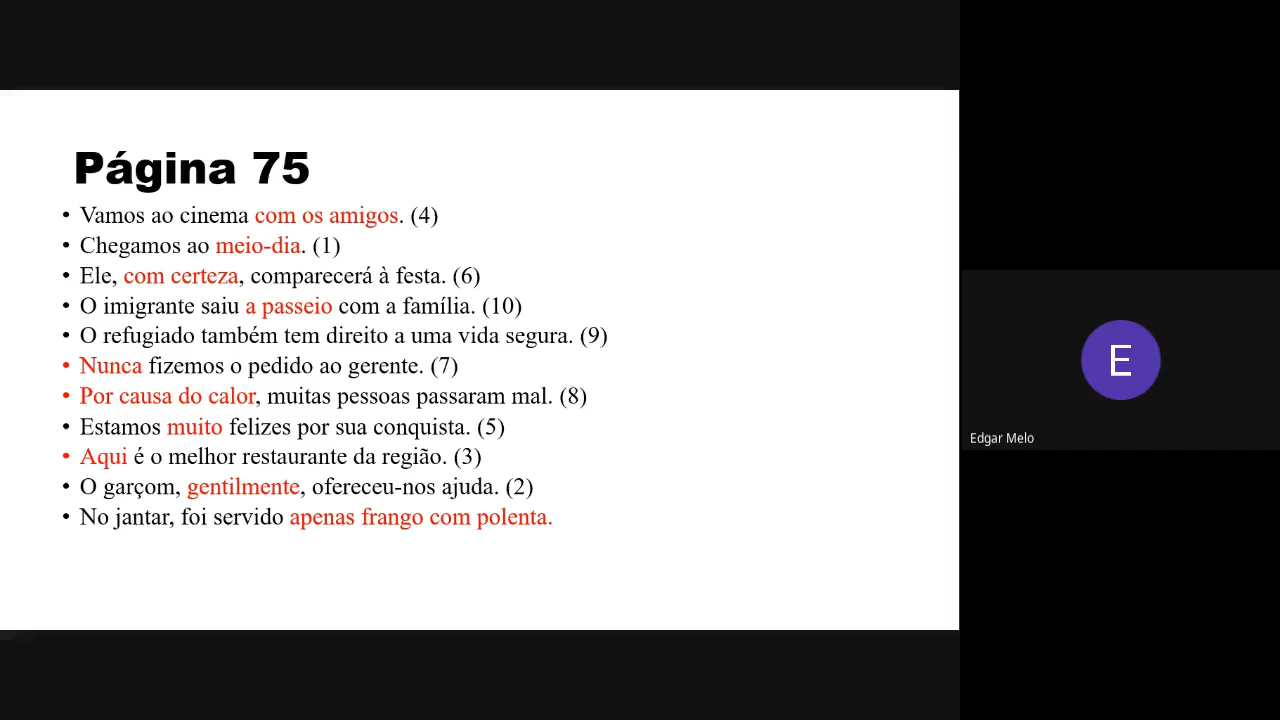 Página 75
• Vamos ao cinema com os amigos. (4)
• Chegamos ao meio-dia. (1)
• Ele, com certeza, comparecerá à festa. (6)
• O imigrante saiu a passeio com a família. (10)
• O refugiado também tem direito a uma vida segura. (9)
• Nunca fizemos o pedido ao gerente. (7)
• Por causa do calor, muitas pessoas passaram mal. (8)
• Estamos muito felizes por sua conquista. (5)
• Aqui é o melhor restaurante da região. (3)
• O garçom, gentilmente, ofereceu-nos ajuda. (2)
• No jantar, foi servido apenas frango com polenta.
E
Edgar Melo